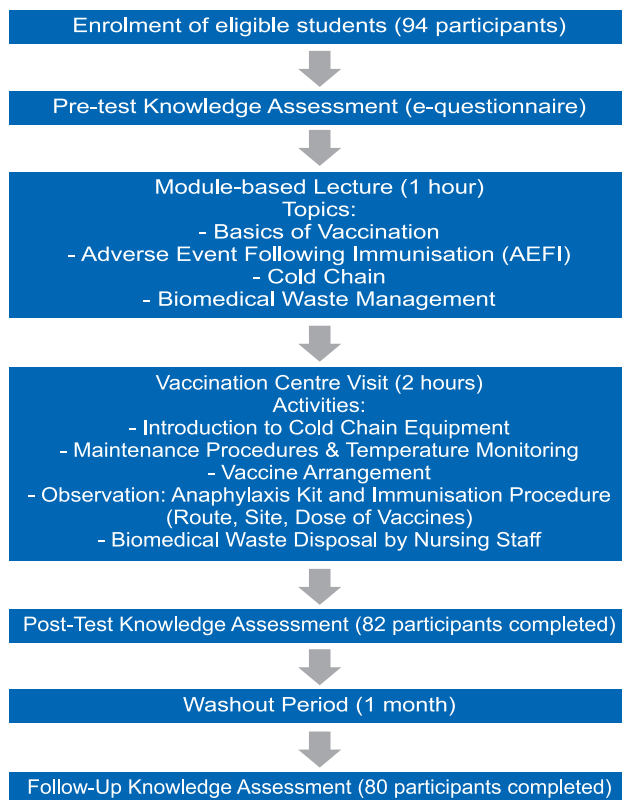 Enrolment of eligible students (94 participants)
Pre-test Knowledge Assessment (e-questionnaire)
Module-based Lecture (1 hour)
Topics:
- Basics of Vaccination
- Adverse Event Following Immunisation (AEFI)
- Cold Chain
- Biomedical Waste Management
Vaccination Centre Visit (2 hours)
Activities:
- Introduction to Cold Chain Equipment
- Maintenance Procedures & Temperature Monitoring
- Vaccine Arrangement
- Observation: Anaphylaxis Kit and Immunisation Procedure
(Route, Site, Dose of Vaccines)
- Biomedical Waste Disposal by Nursing Staff
Post-Test Knowledge Assessment (82 participants completed)
Washout Period (1 month)
Follow-Up Knowledge Assessment (80 participants completed)